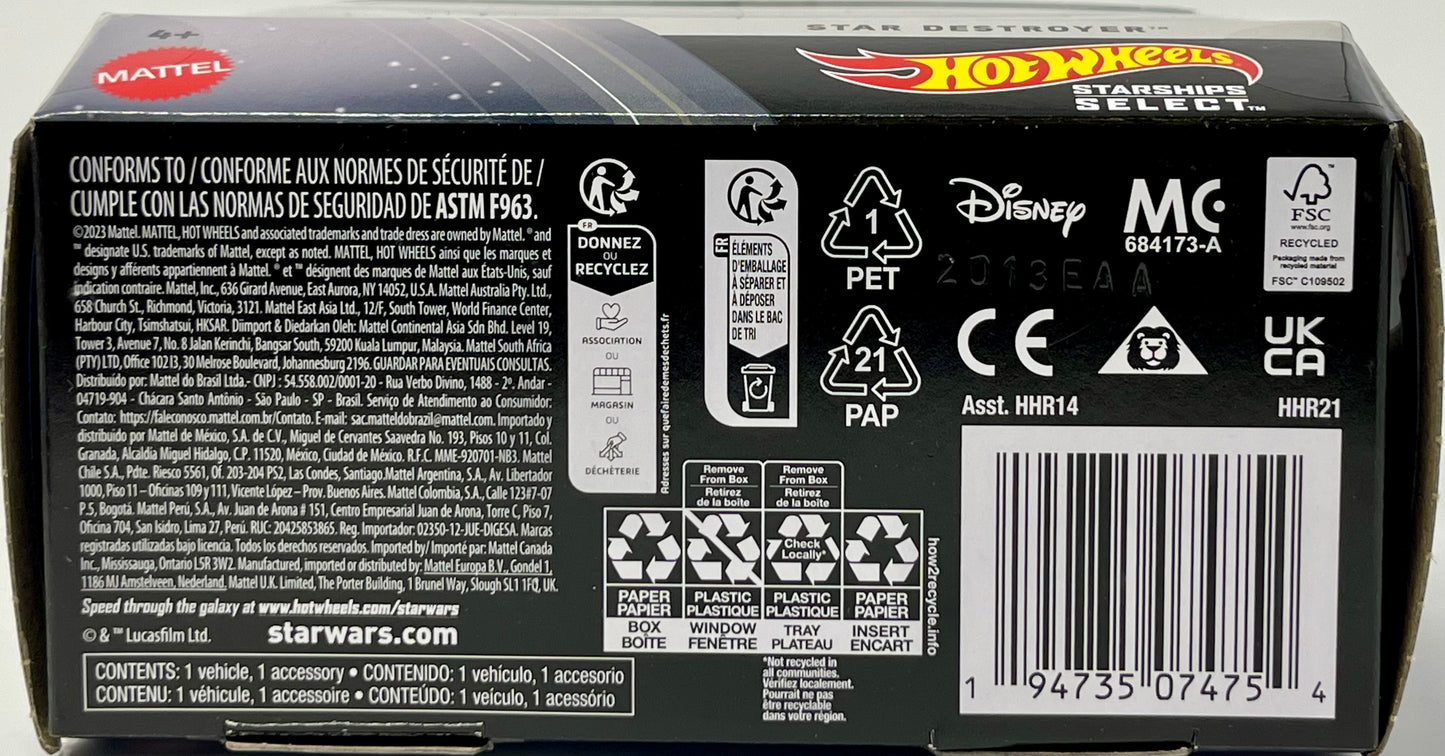 4+
STAR DESTROYER™
MATTEL
HOT WHEELS
STARSHIPS
SELECT™
CONFORMS TO / CONFORME AUX NORMES DE SÉCURITÉ DE /
CUMPLE CON LAS NORMAS DE SEGURIDAD DE ASTM F963.
©2023 Mattel. MATTEL, HOT WHEELS and associated trademarks and trade dress are owned by Mattel. ® and
™ designate U.S. trademarks of Mattel, except as noted. MATTEL, HOT WHEELS ainsi que les marques et
designs y afférents appartiennent à Mattel. ® et ™ désignent des marques de Mattel aux États-Unis, sauf
indication contraire. Mattel, Inc., 636 Girard Avenue, East Aurora, NY 14052, U.S.A. Mattel Australia Pty. Ltd.,
658 Church St., Richmond, Victoria, 3121. Mattel East Asia Ltd., 12/F, South Tower, World Finance Center,
Harbour City, Tsimshatsui, HKSAR. Diimport & Diedarkan Oleh: Mattel Continental Asia Sdn Bhd. Level 19,
Tower 3, Avenue 7, No. 8 Jalan Kerinchi, Bangsar South, 59200 Kuala Lumpur, Malaysia. Mattel South Africa
(PTY) LTD, Office 102I3, 30 Melrose Boulevard, Johannesburg 2196. GUARDAR PARA EVENTUAIS CONSULTAS.
Distribuido por: Mattel do Brasil Ltda.- CNPJ : 54.558.002/0001-20 - Rua Verbo Divino, 1488 - 2º. Andar -
04719-904 - Chácara Santo Antônio - São Paulo - SP - Brasil. Serviço de Atendimento ao Consumidor:
Contato: https://faleconosco.mattel.com.br/Contato. E-mail: sac.matteldobrazil@mattel.com. Importado y
distribuido por Mattel de México, S.A. de C.V., Miguel de Cervantes Saavedra No. 193, Pisos 10 y 11, Col.
Granada, Alcaldía Miguel Hidalgo, C.P. 11520, México, Ciudad de México. R.F.C. MME-920701-NB3. Mattel
Chile S.A., Pdte. Riesco 5561, Of. 203-204 PS2, Las Condes, Santiago.Mattel Argentina, S.A., Av. Libertador
1000, Piso 11 – Oficinas 109 y 111, Vicente López – Prov. Buenos Aires. Mattel Colombia, S.A., Calle 123#7-07
P.5, Bogotá. Mattel Perú, S.A., Av. Juan de Arona # 151, Centro Empresarial Juan de Arona, Torre C, Piso 7,
Oficina 704, San Isidro, Lima 27, Perú. RUC: 20425853865. Reg. Importador: 02350-12-JUE-DIGESA. Marcas
registradas utilizadas bajo licencia. Todos los derechos reservados. Imported by/ Importé par: Mattel Canada
Inc., Mississauga, Ontario L5R 3W2. Manufactured, imported or distributed by: Mattel Europa B.V., Gondel 1,
1186 MJ Amstelveen, Nederland. Mattel U.K. Limited, The Porter Building, 1 Brunel Way, Slough SL1 1FQ, UK.
Speed through the galaxy at www.hotwheels.com/starwars
© & ™ Lucasfilm Ltd.
starwars.com
CONTENTS: 1 vehicle, 1 accessory • CONTENIDO: 1 vehículo, 1 accesorio
CONTENU: 1 véhicule, 1 accessoire • CONTEÚDO: 1 veículo, 1 acessório
FR
DONNEZ
OU
RECYCLEZ
ASSOCIATION
OU
MAGASIN
OU
DÉCHÈTERIE
Adresses sur quefairedemesdechets.fr
FR
ÉLÉMENTS
D'EMBALLAGE
À SÉPARER ET
À DÉPOSER
DANS LE BAC
DE TRI
1
PET
21
PAP
Remove
From Box
Retirez
de la boîte
Remove
From Box
Retirez
de la boîte
Check
Locally*
PAPER
PAPIER
BOX
BOÎTE
PLASTIC
PLASTIQUE
WINDOW
FENÊTRE
PLASTIC
PLASTIQUE
TRAY
PLATEAU
PAPER
PAPIER
INSERT
ENCART
how2recycle.info
*Not recycled in
all communities.
Vérifiez localement.
Pourrait ne pas
être recyclable
dans votre région.
Disney
MC
684173-A
2013EAA
FSC
www.fsc.org
RECYCLED
Packaging made from
recycled material
FSC™ C109502
CE
UK
CA
Asst. HHR14
HHR21
1 94735 07475 4